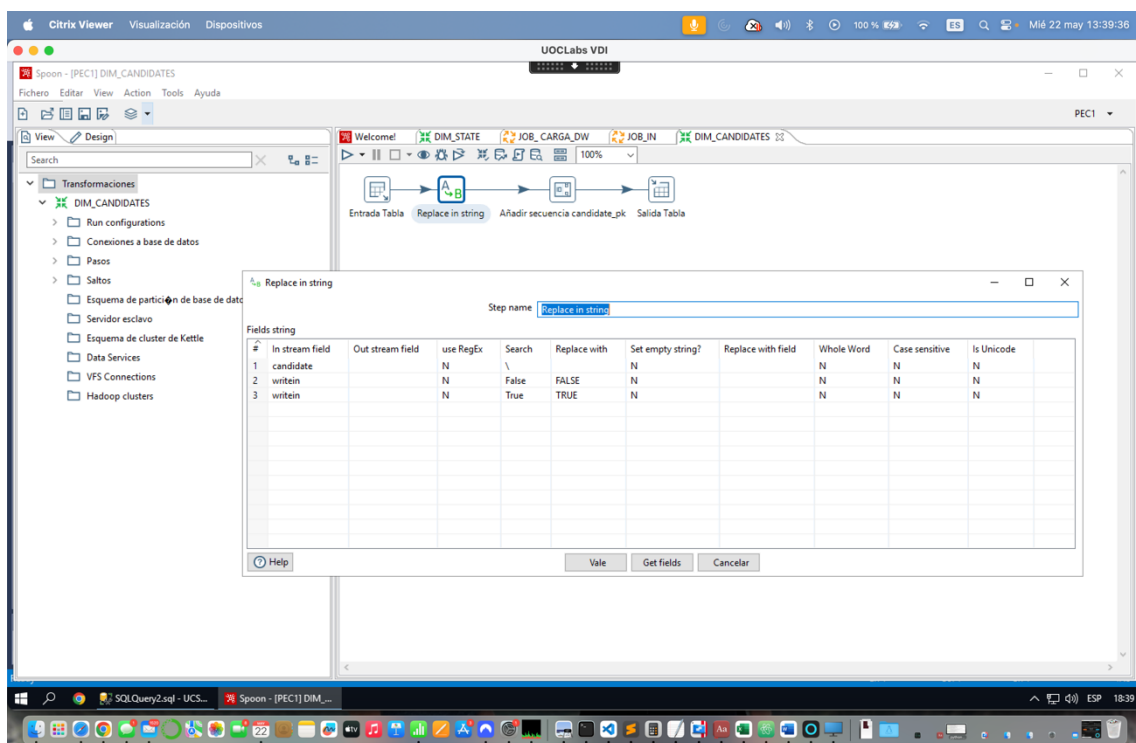 Citrix Viewer Visualización Dispositivos 100 % ES Mié 22 may 13:39:36
UOCLabs VDI
Spoon - [PEC1] DIM_CANDIDATES
Fichero Editar View Action Tools Ayuda
PEC1
View Design
Welcome! DIM_STATE JOB_ CARGA_DW JOB_IN DIM_CANDIDATES
Search
100%
Transformaciones
DIM_CANDIDATES
Run configurations
Conexiones a base de datos
Pasos
Saltos
Esquema de partici�n de base de datc
Servidor esclavo
Esquema de cluster de Kettle
Data Services
VFS Connections
Hadoop clusters
Entrada Tabla Replace in string Añadir secuencia candidate_pk Salida Tabla
Replace in string
Step name Replace in string
Fields string
# In stream field Out stream field use RegEx Search Replace with Set empty string? Replace with field Whole Word Case sensitive Is Unicode
1 candidate N \ N N N N
2 writein N False FALSE N N N N
3 writein N True TRUE N N N N
Help Vale Get fields Cancelar
SQLQuery2.sql - UCS... Spoon - [PEC1] DIM_... ESP 18:39
22 tv